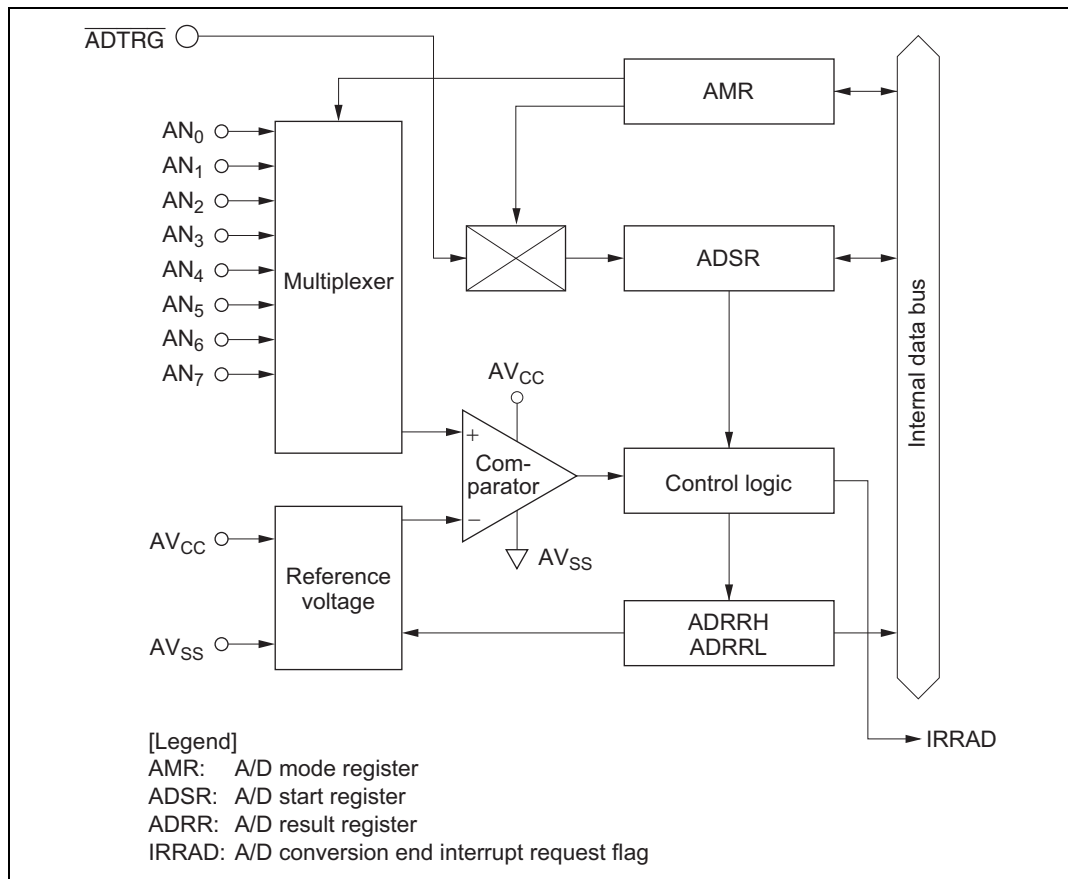 ADTRG
AMR
AN0
AN1
AN2
AN3
AN4
AN5
AN6
AN7
Multiplexer
ADSR
Internal data bus
AVCC
+
Com-
parator
−
AVSS
Control logic
AVCC
AVSS
Reference
voltage
ADRRH
ADRRL
IRRAD
[Legend]
AMR: A/D mode register
ADSR: A/D start register
ADRR: A/D result register
IRRAD: A/D conversion end interrupt request flag